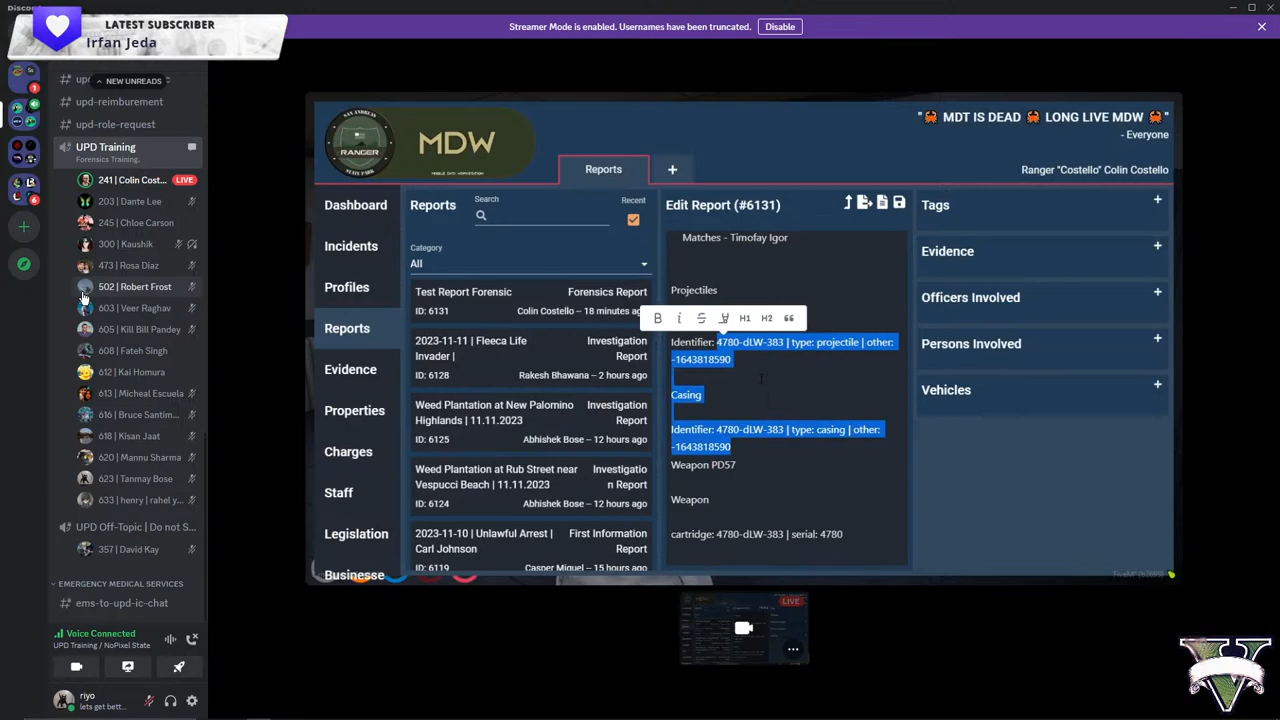 Discord
LATEST SUBSCRIBER
Irfan Jeda
Streamer Mode is enabled. Usernames have been truncated.
Disable
NEW UNREADS
1
6
# upd-reimburement
# upd-role-request
UPD Training
Forensics Training.
241 | Colin Cost... LIVE
203 | Dante Lee
245 | Chloe Carson
300 | Kaushik
473 | Rosa Diaz
502 | Robert Frost
603 | Veer Raghav
605 | Kill Bill Pandey
608 | Fateh Singh
612 | Kai Homura
613 | Micheal Escuela
616 | Bruce Santim...
618 | Kisan Jaat
620 | Mannu Sharma
623 | Tanmay Bose
633 | henry | rahel y...
UPD Off-Topic | Do not S...
357 | David Kay
EMERGENCY MEDICAL SERVICES
# ems-to-upd-ic-chat
Voice Connected
UPD Training / NoPixel State
riyo
lets get bett...
SAN ANDREAS
RANGER
STATE PARK
MDW
" 🦀 MDT IS DEAD 🦀 LONG LIVE MDW 🦀 "
- Everyone
Ranger "Costello" Colin Costello
Reports
+
Dashboard
Incidents
Profiles
Reports
Evidence
Properties
Charges
Staff
Legislation
Businesse
Reports
Search
Recent
Category
All
Test Report Forensic
Forensics Report
ID: 6131
Colin Costello – 18 minutes ago
2023-11-11 | Fleeca Life Invader |
Investigation Report
ID: 6128
Rakesh Bhawana – 2 hours ago
Weed Plantation at New Palomino Highlands | 11.11.2023
Investigation Report
ID: 6125
Abhishek Bose – 12 hours ago
Weed Plantation at Rub Street near Vespucci Beach | 11.11.2023
Investigatio n Report
ID: 6124
Abhishek Bose – 12 hours ago
2023-11-10 | Unlawful Arrest | Carl Johnson
First Information Report
ID: 6119
Casper Miguel – 15 hours ago
Edit Report (#6131)
Matches - Timofay Igor
Projectiles
B i S H1 H2
Identifier: 4780-dLW-383 | type: projectile | other:
-1643818590
Casing
Identifier: 4780-dLW-383 | type: casing | other:
-1643818590
Weapon PD57
Weapon
cartridge: 4780-dLW-383 | serial: 4780
Tags
+
Evidence
+
Officers Involved
+
Persons Involved
+
Vehicles
+
LIVE
V